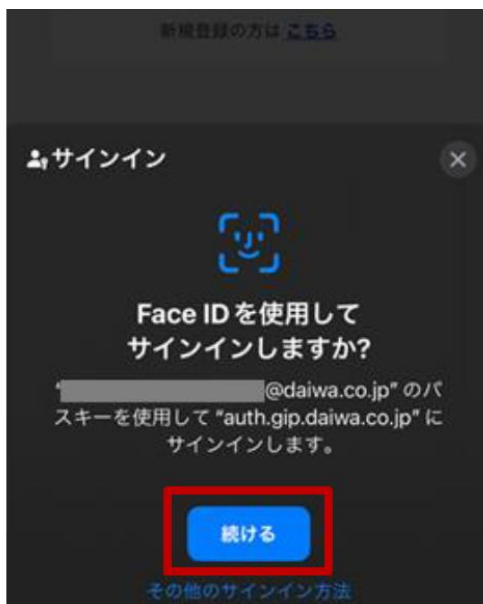 新規登録の方は こちら
サインイン
Face IDを使用して
サインインしますか?
“@daiwa.co.jp” のパ
スキーを使用して “auth.gip.daiwa.co.jp” に
サインインします。
続ける
その他のサインイン方法